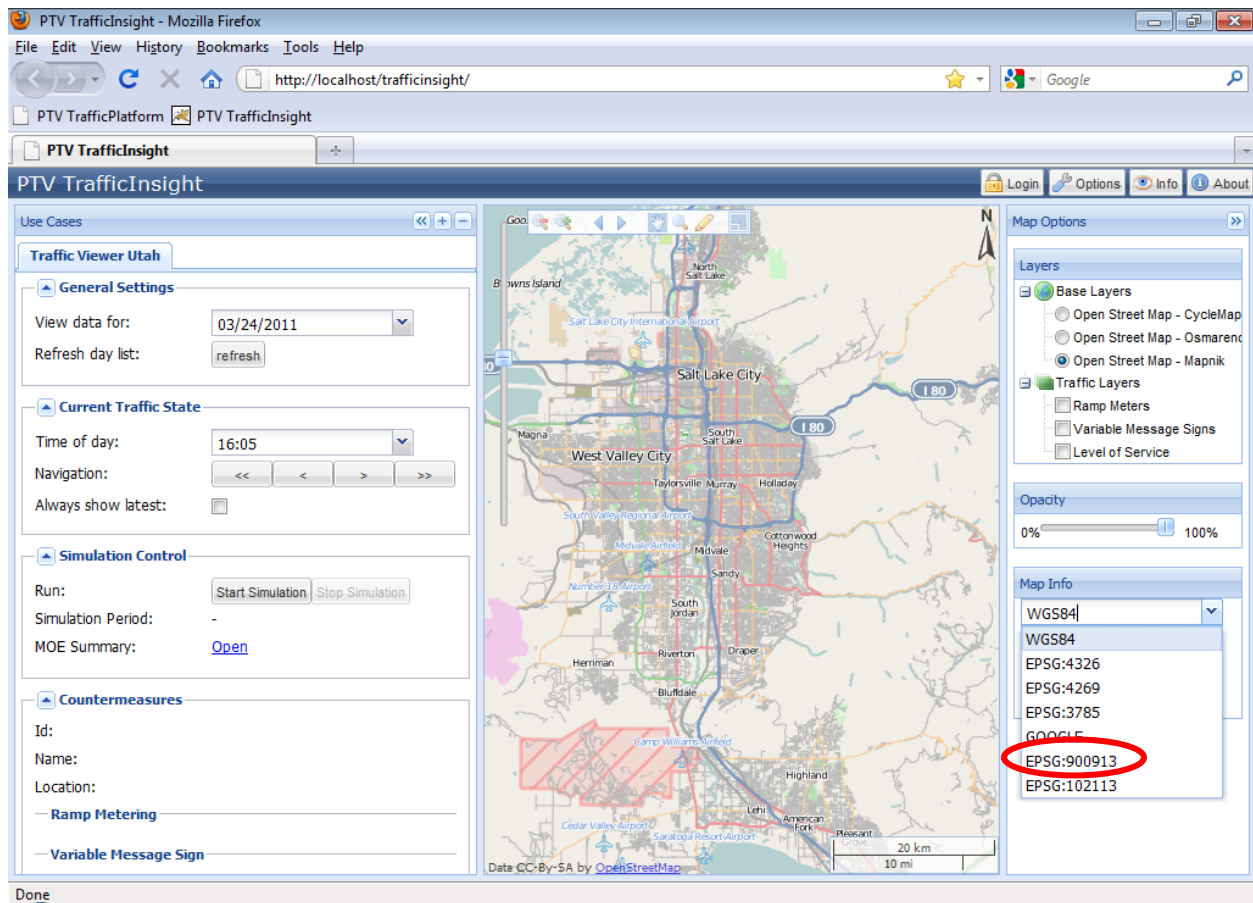 PTV TrafficInsight - Mozilla Firefox
File Edit View History Bookmarks Tools Help
http://localhost/trafficinsight/
Google
PTV TrafficPlatform PTV TrafficInsight
PTV TrafficInsight
PTV TrafficInsight
Login Options Info About
Use Cases
Traffic Viewer Utah
General Settings
View data for: 03/24/2011
Refresh day list: refresh
Current Traffic State
Time of day: 16:05
Navigation: << < > >>
Always show latest:
Simulation Control
Run: Start Simulation Stop Simulation
Simulation Period: -
MOE Summary: Open
Countermeasures
Id:
Name:
Location:
Ramp Metering
Variable Message Sign
N
North
Salt Lake
Salt Lake City International Airport
Salt Lake City
I 80
I 80
Magna
South
Salt Lake
West Valley City
Taylorsville Murray Holladay
South Valley Regional Airport
Cottonwood
Heights
Midvale Airfield
Midvale
Sandy
Number 18 Airport
South
Jordan
Riverton
Draper
Herriman
Bluffdale
Camp Williams Airfield
Highland
Lehi
American
Fork
Cedar Valley Airport
Saratoga Resort Airport
Pleasant
Grove
20 km
10 mi
Data CC-By-SA by OpenStreetMap
Map Options
Layers
Base Layers
Open Street Map - CycleMap
Open Street Map - Osmarend
Open Street Map - Mapnik
Traffic Layers
Ramp Meters
Variable Message Signs
Level of Service
Opacity
0% 100%
Map Info
WGS84
WGS84
EPSG:4326
EPSG:4269
EPSG:3785
GOOGLE
EPSG:900913
EPSG:102113
Done